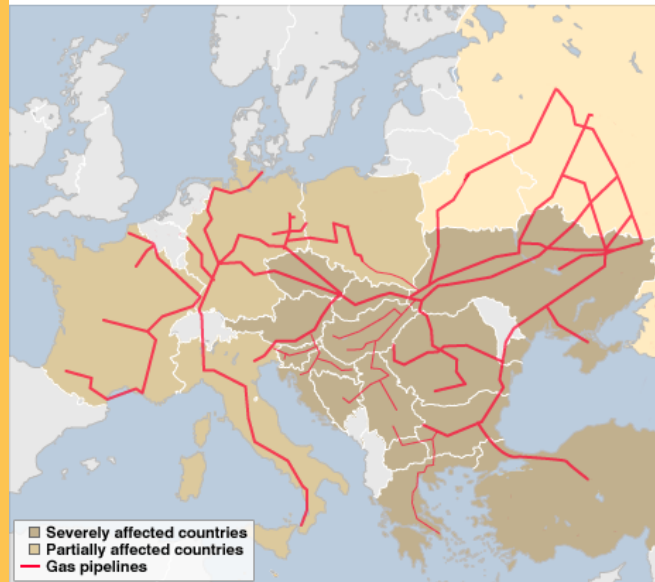 Severely affected countries
Partially affected countries
Gas pipelines